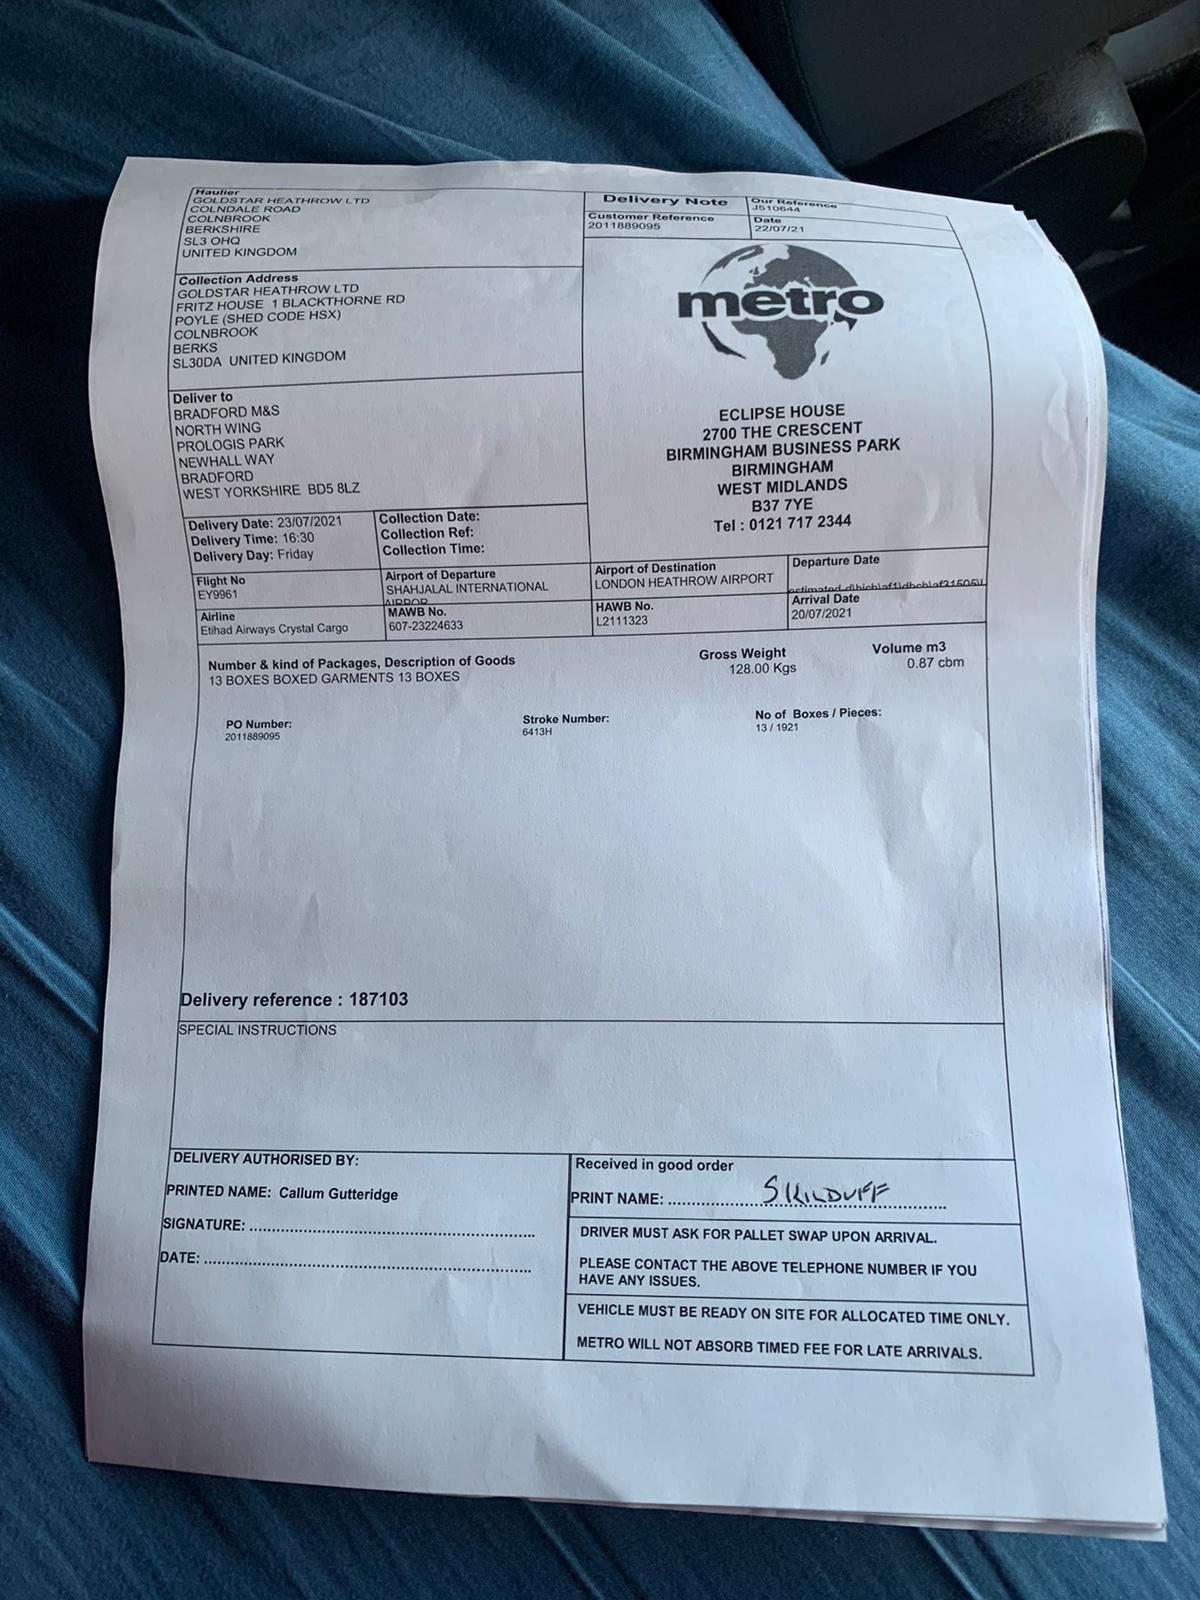 Haulier
GOLDSTAR HEATHROW LTD
COLNDALE ROAD
COLNBROOK
BERKSHIRE
SL3 OHQ
UNITED KINGDOM
Delivery Note
Our Reference
JS10644
Customer Reference
2011889095
Date
22/07/21
Collection Address
GOLDSTAR HEATHROW LTD
FRITZ HOUSE 1 BLACKTHORNE RD
POYLE (SHED CODE HSX)
COLNBROOK
BERKS
SL30DA UNITED KINGDOM
metro
Deliver to
BRADFORD M&S
NORTH WING
PROLOGIS PARK
NEWHALL WAY
BRADFORD
WEST YORKSHIRE BD5 8LZ
ECLIPSE HOUSE
2700 THE CRESCENT
BIRMINGHAM BUSINESS PARK
BIRMINGHAM
WEST MIDLANDS
B37 7YE
Tel : 0121 717 2344
Delivery Date: 23/07/2021
Delivery Time: 16:30
Delivery Day: Friday
Collection Date:
Collection Ref:
Collection Time:
Flight No
EY9961
Airport of Departure
SHAHJALAL INTERNATIONAL
Airport of Destination
LONDON HEATHROW AIRPORT
Departure Date
Airline
Etihad Airways Crystal Cargo
MAWB No.
607-23224633
HAWB No.
L2111323
Arrival Date
20/07/2021
Number & kind of Packages, Description of Goods
13 BOXES BOXED GARMENTS 13 BOXES
Gross Weight
128.00 Kgs
Volume m3
0.87 cbm
PO Number:
2011889095
Stroke Number:
6413H
No of Boxes / Pieces:
13 / 1921
Delivery reference : 187103
SPECIAL INSTRUCTIONS
DELIVERY AUTHORISED BY:
PRINTED NAME: Callum Gutteridge
SIGNATURE:
DATE:
Received in good order
PRINT NAME: SKILDUFF
DRIVER MUST ASK FOR PALLET SWAP UPON ARRIVAL.
PLEASE CONTACT THE ABOVE TELEPHONE NUMBER IF YOU
HAVE ANY ISSUES.
VEHICLE MUST BE READY ON SITE FOR ALLOCATED TIME ONLY.
METRO WILL NOT ABSORB TIMED FEE FOR LATE ARRIVALS.